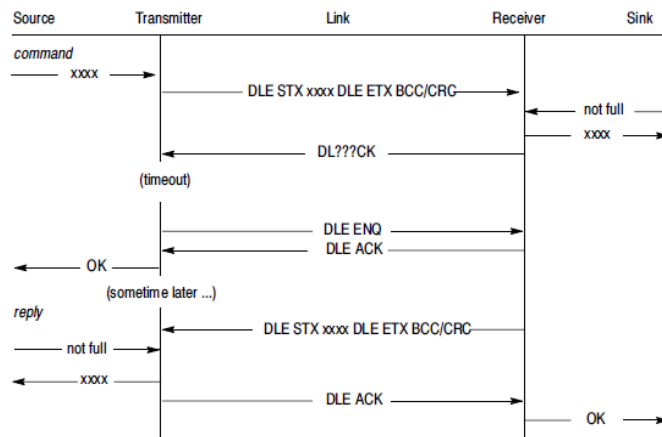 Source Transmitter Link Receiver Sink
command
xxxx
DLE STX xxxx DLE ETX BCC/CRC
not full
xxxx
DL???CK
(timeout)
DLE ENQ
DLE ACK
OK
(sometime later ...)
reply
DLE STX xxxx DLE ETX BCC/CRC
not full
xxxx
DLE ACK
OK